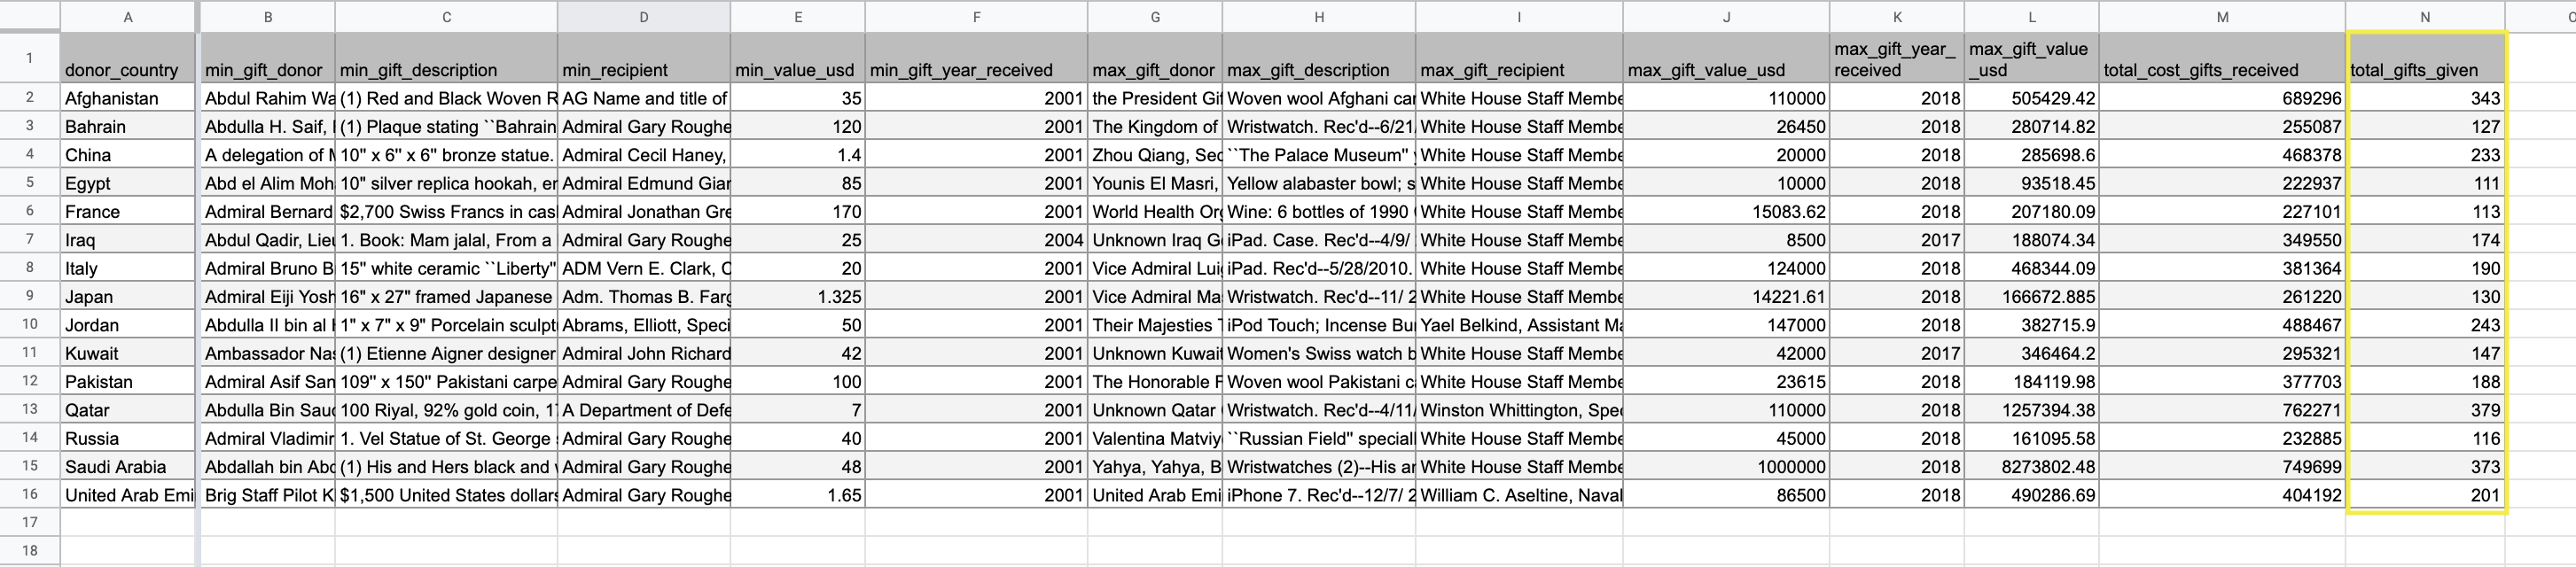 A B C D E F G H I J K L M N
1 donor_country min_gift_donor min_gift_description min_recipient min_value_usd min_gift_year_received max_gift_donor max_gift_description max_gift_recipient max_gift_value_usd max_gift_year_received max_gift_value_usd total_cost_gifts_received total_gifts_given
2 Afghanistan Abdul Rahim Wa (1) Red and Black Woven R AG Name and title of 35 2001 the President Gi Woven wool Afghani car White House Staff Membe 110000 2018 505429.42 689296 343
3 Bahrain Abdulla H. Saif, (1) Plaque stating ``Bahrain Admiral Gary Roughe 120 2001 The Kingdom of Wristwatch. Rec'd--6/21/ White House Staff Membe 26450 2018 280714.82 255087 127
4 China A delegation of 10" x 6" x 6" bronze statue. Admiral Cecil Haney, 1.4 2001 Zhou Qiang, Sec ``The Palace Museum'' White House Staff Membe 20000 2018 285698.6 468378 233
5 Egypt Abd el Alim Moh 10" silver replica hookah, en Admiral Edmund Giar 85 2001 Younis El Masri, Yellow alabaster bowl; s White House Staff Membe 10000 2018 93518.45 222937 111
6 France Admiral Bernard $2,700 Swiss Francs in cas Admiral Jonathan Gre 170 2001 World Health Org Wine: 6 bottles of 1990 White House Staff Membe 15083.62 2018 207180.09 227101 113
7 Iraq Abdul Qadir, Lieu 1. Book: Mam jalal, From a Admiral Gary Roughe 25 2004 Unknown Iraq G iPad. Case. Rec'd--4/9/ White House Staff Membe 8500 2017 188074.34 349550 174
8 Italy Admiral Bruno B 15" white ceramic ``Liberty'' ADM Vern E. Clark, C 20 2001 Vice Admiral Lui iPad. Rec'd--5/28/2010. White House Staff Membe 124000 2018 468344.09 381364 190
9 Japan Admiral Eiji Yosh 16" x 27" framed Japanese Adm. Thomas B. Farg 1.325 2001 Vice Admiral Ma Wristwatch. Rec'd--11/ 2 White House Staff Membe 14221.61 2018 166672.885 261220 130
10 Jordan Abdulla II bin al 1" x 7" x 9" Porcelain sculpt Abrams, Elliott, Speci 50 2001 Their Majesties iPod Touch; Incense Bu Yael Belkind, Assistant Ma 147000 2018 382715.9 488467 243
11 Kuwait Ambassador Nas (1) Etienne Aigner designer Admiral John Richard 42 2001 Unknown Kuwait Women's Swiss watch b White House Staff Membe 42000 2017 346464.2 295321 147
12 Pakistan Admiral Asif San 109" x 150" Pakistani carpe Admiral Gary Roughe 100 2001 The Honorable Woven wool Pakistani c White House Staff Membe 23615 2018 184119.98 377703 188
13 Qatar Abdulla Bin Sauc 100 Riyal, 92% gold coin, 1 A Department of Defe 7 2001 Unknown Qatar Wristwatch. Rec'd--4/11/ Winston Whittington, Spec 110000 2018 1257394.38 762271 379
14 Russia Admiral Vladimir 1. Vel Statue of St. George Admiral Gary Roughe 40 2001 Valentina Matviy ``Russian Field'' speciall White House Staff Membe 45000 2018 161095.58 232885 116
15 Saudi Arabia Abdallah bin Abd (1) His and Hers black and Admiral Gary Roughe 48 2001 Yahya, Yahya, B Wristwatches (2)--His ar White House Staff Membe 1000000 2018 8273802.48 749699 373
16 United Arab Emi Brig Staff Pilot K $1,500 United States dollars Admiral Gary Roughe 1.65 2001 United Arab Emi iPhone 7. Rec'd--12/7/ 2 William C. Aseltine, Naval 86500 2018 490286.69 404192 201
17
18